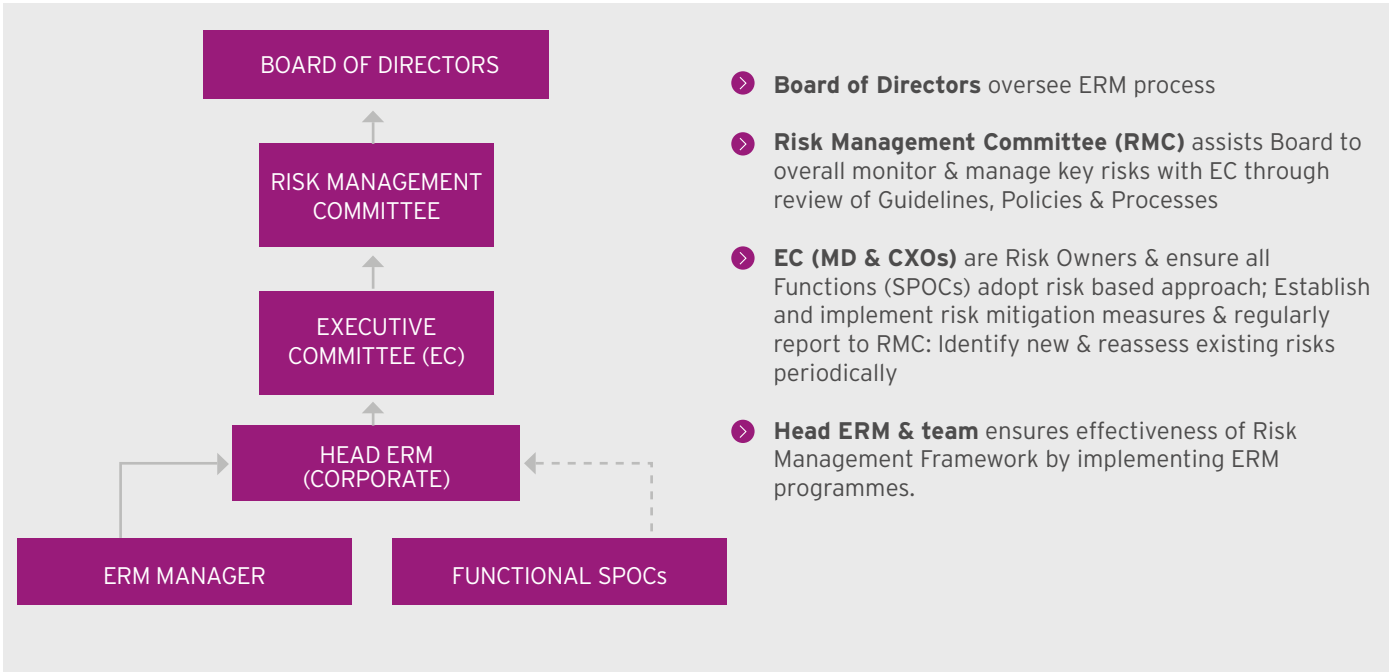 BOARD OF DIRECTORS
RISK MANAGEMENT
COMMITTEE
EXECUTIVE
COMMITTEE (EC)
HEAD ERM
(CORPORATE)
ERM MANAGER
FUNCTIONAL SPOCs
Board of Directors oversee ERM process
Risk Management Committee (RMC) assists Board to
overall monitor & manage key risks with EC through
review of Guidelines, Policies & Processes
EC (MD & CXOs) are Risk Owners & ensure all
Functions (SPOCs) adopt risk based approach; Establish
and implement risk mitigation measures & regularly
report to RMC: Identify new & reassess existing risks
periodically
Head ERM & team ensures effectiveness of Risk
Management Framework by implementing ERM
programmes.